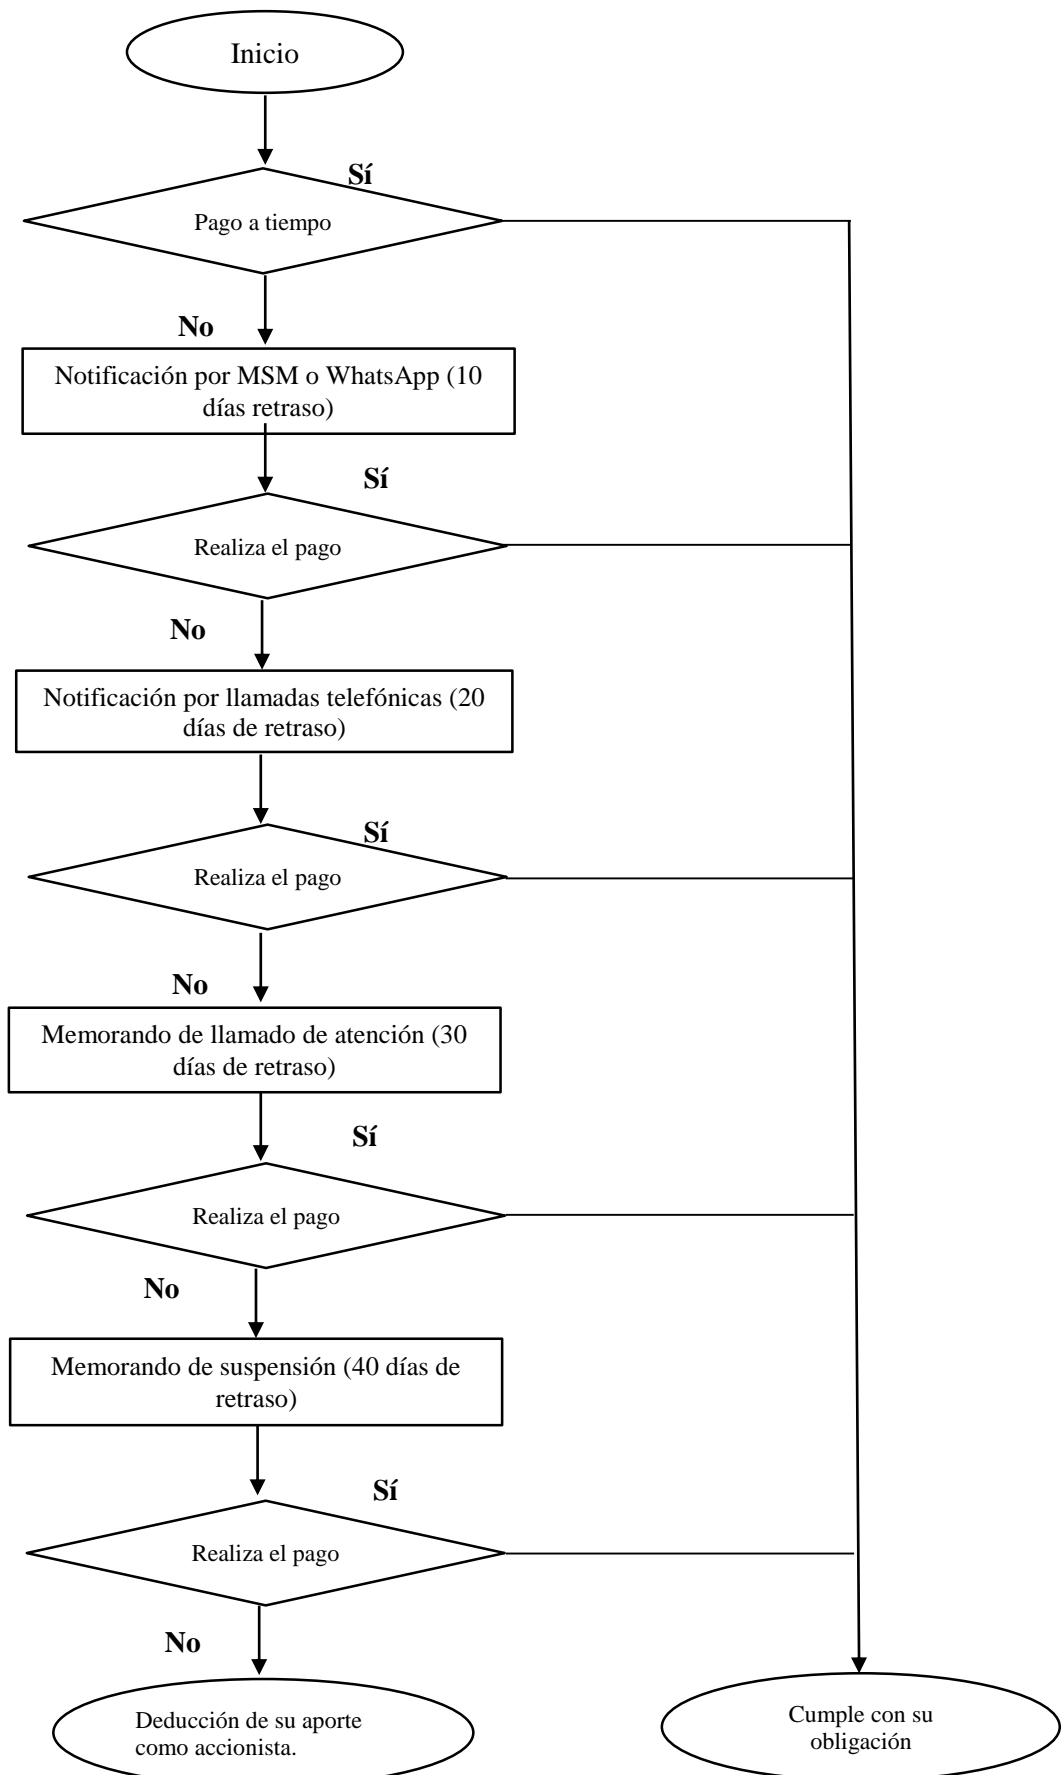 Inicio
Sí
Pago a tiempo
No
Notificación por MSM o WhatsApp (10
días retraso)
Sí
Realiza el pago
No
Notificación por llamadas telefónicas (20
días de retraso)
Sí
Realiza el pago
No
Memorando de llamado de atención (30
días de retraso)
Sí
Realiza el pago
No
Memorando de suspensión (40 días de
retraso)
Sí
Realiza el pago
No
Deducción de su aporte
como accionista.
Cumple con su
obligación